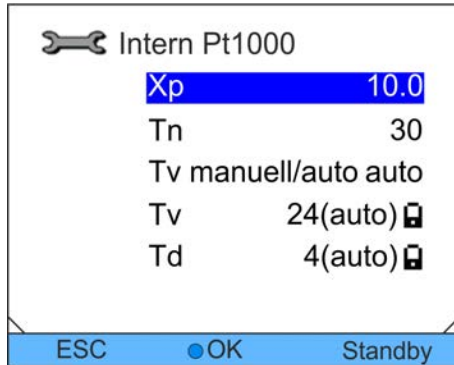 Intern Pt1000
Xp 10.0
Tn 30
Tv manuell/auto auto
Tv 24(auto)
Td 4(auto)
ESC OK Standby